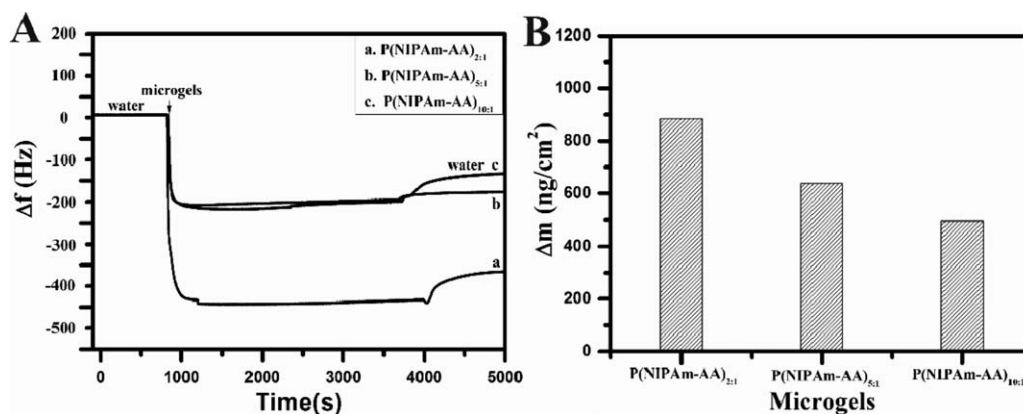 A
200
150
100
0
-100
-200
-300
-400
-500
Δf (Hz)
0
1000
2000
3000
4000
5000
Time(s)
water
microgels
a. P(NIPAm-AA)2:1
b. P(NIPAm-AA)5:1
c. P(NIPAm-AA)10:1
water c
b
a
B
1200
1000
800
600
400
200
0
Δm (ng/cm²)
P(NIPAm-AA)2:1
P(NIPAm-AA)5:1
P(NIPAm-AA)10:1
Microgels